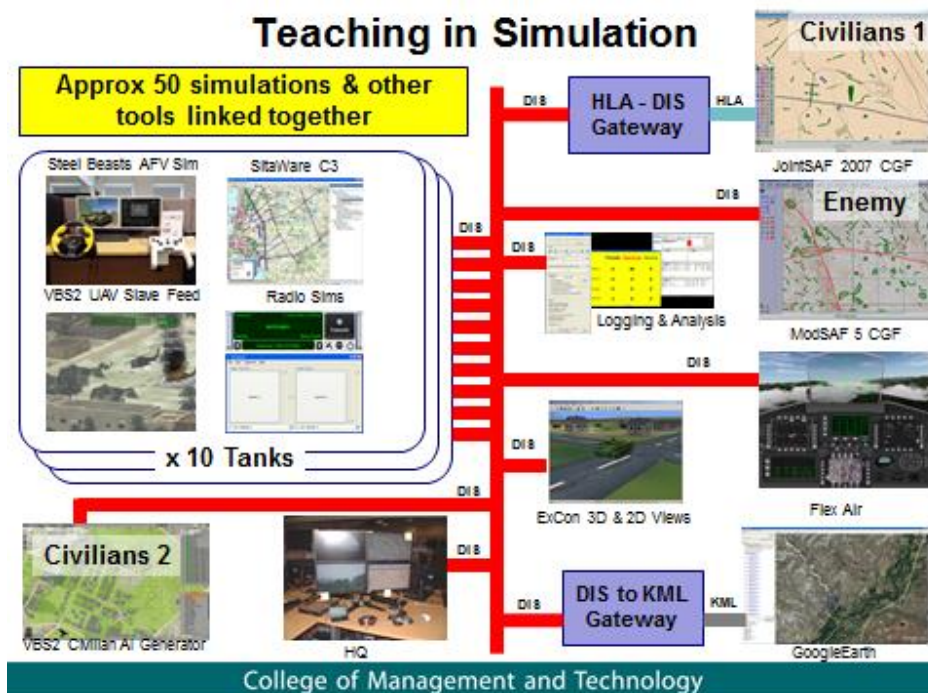 Teaching in Simulation
Approx 50 simulations & other
tools linked together
Steel Beasts AFV Sim
SitaWare C3
VBS2 UAV Slave Feed
Radio Sims
x 10 Tanks
DIS
DIS
HLA - DIS
Gateway
HLA
Civilians 1
JointSAF 2007 CGF
DIS
Enemy
ModSAF 5 CGF
DIS
Logging & Analysis
DIS
Flex Air
DIS
ExCon 3D & 2D Views
DIS
Civilians 2
VBS2 Civilian AI Generator
DIS
HQ
DIS
DIS to KML
Gateway
KML
GoogleEarth
College of Management and Technology